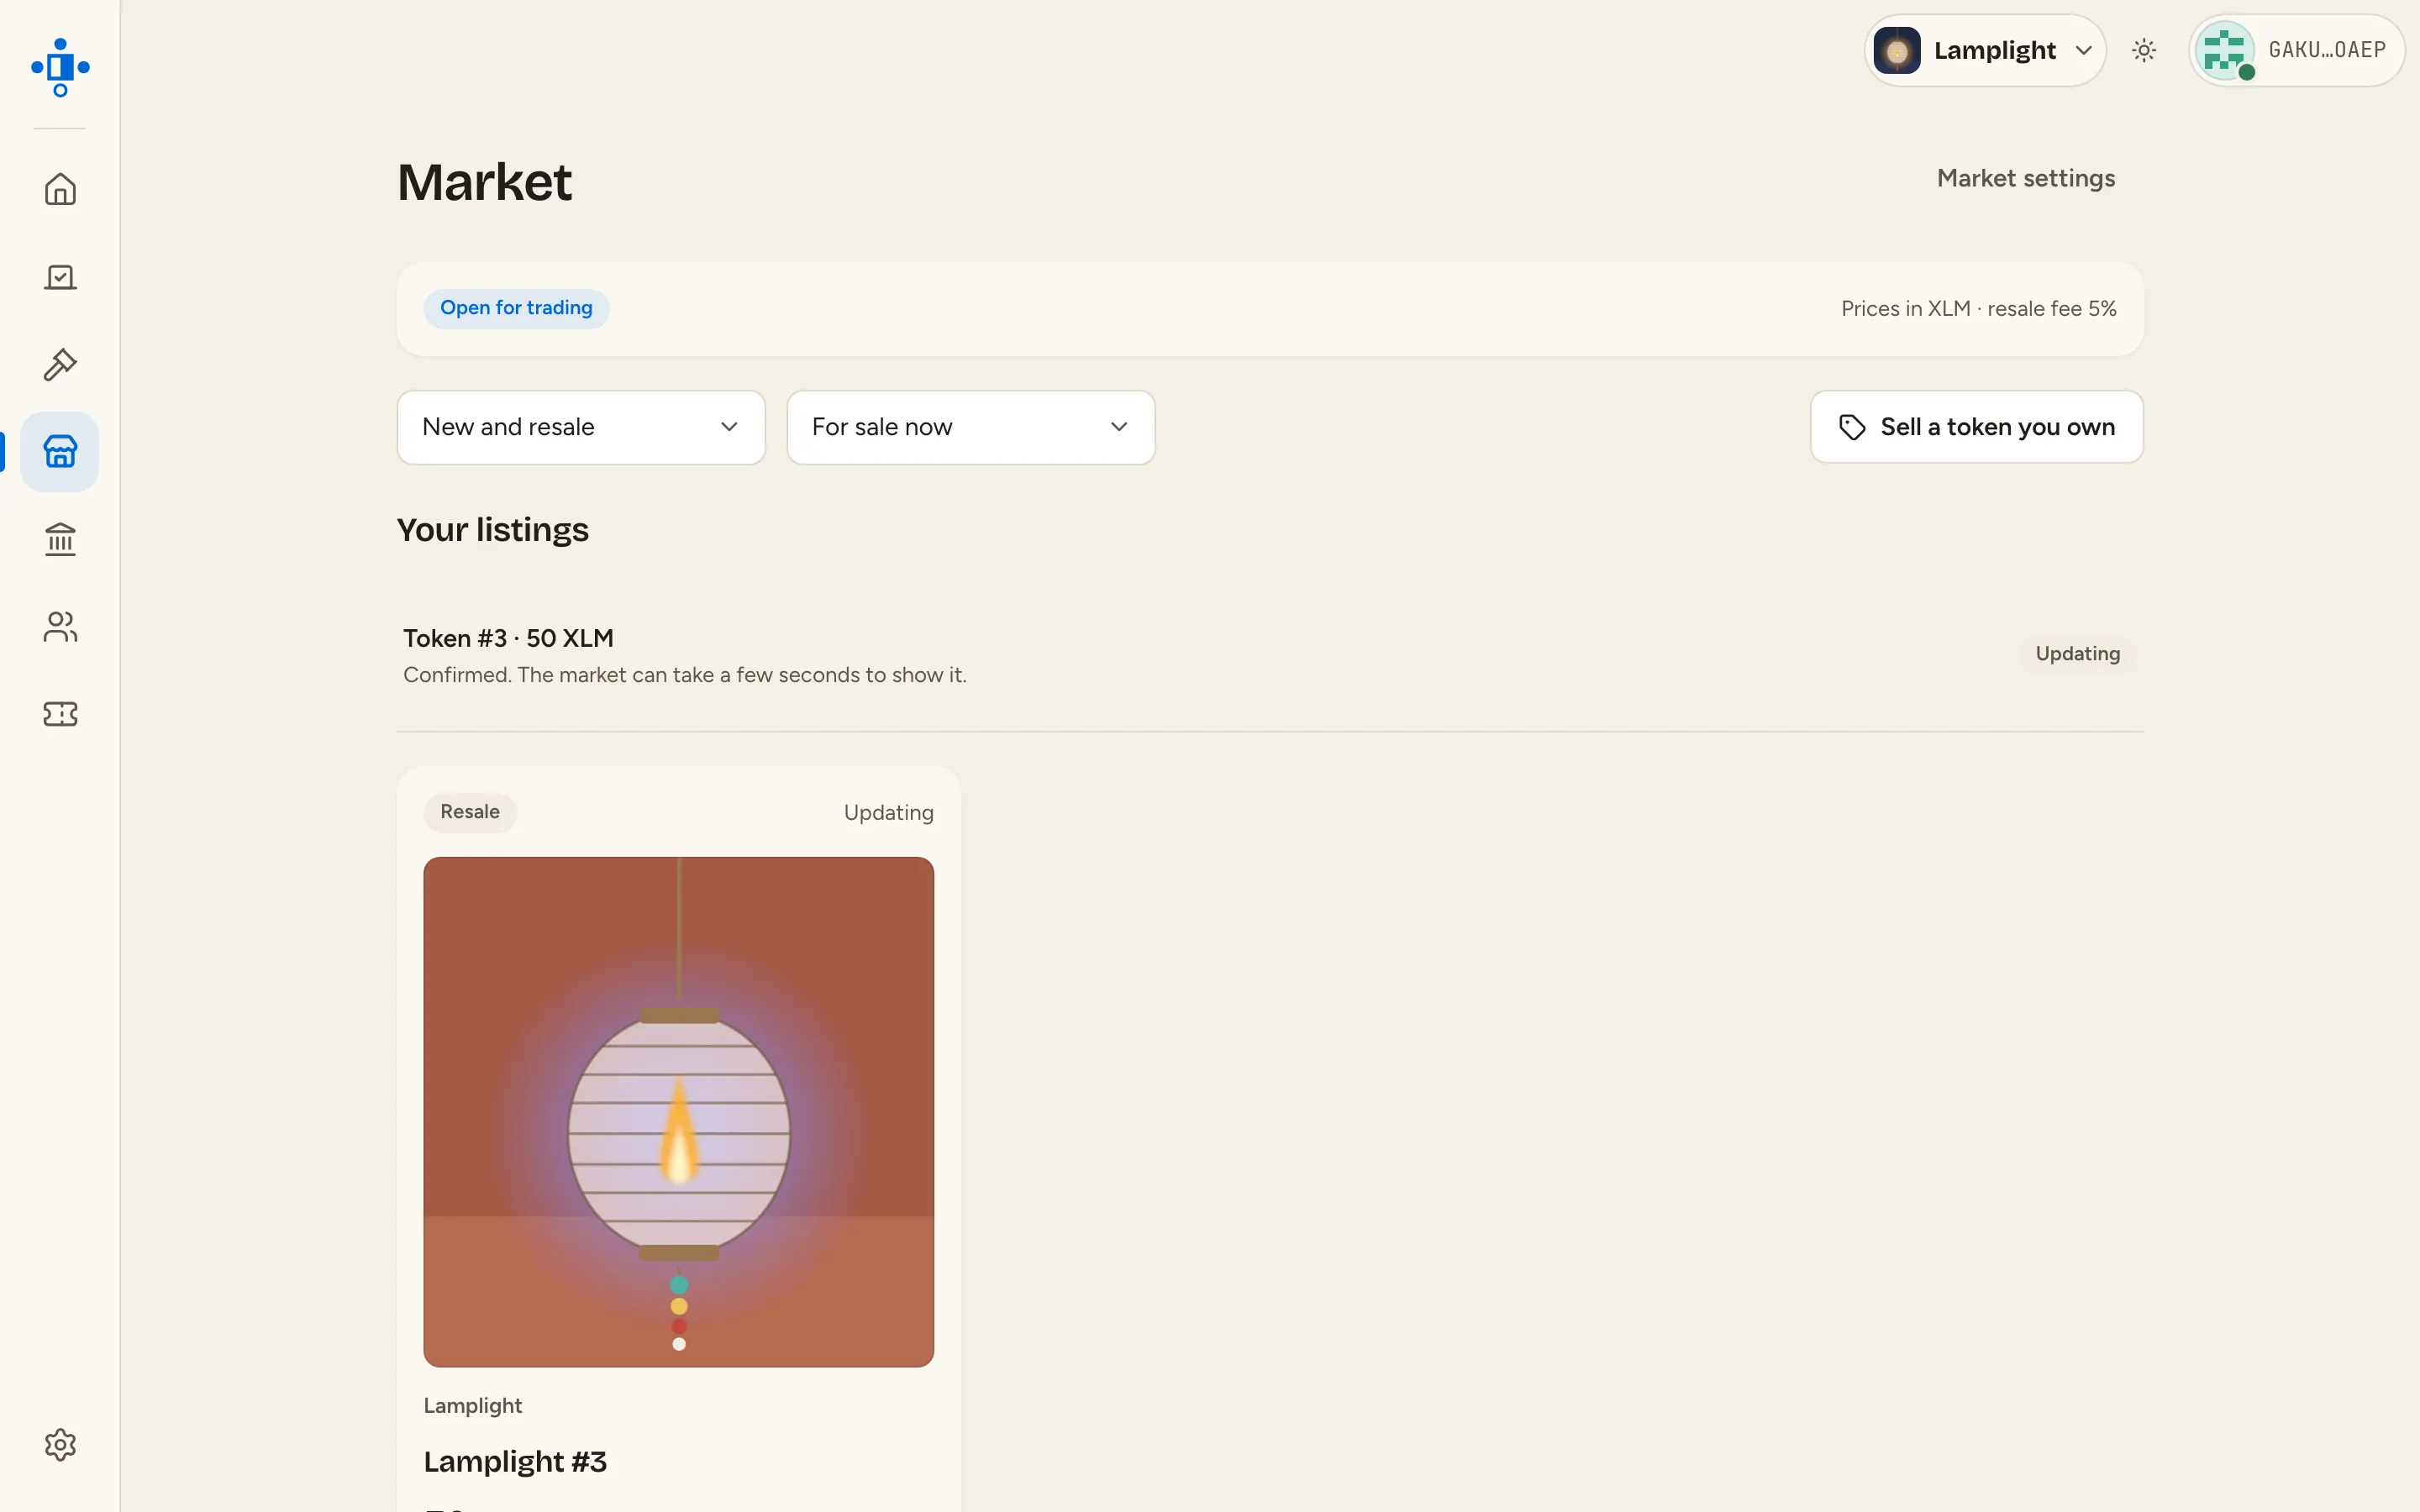 Lamplight
GAKU…OAEP
Market
Market settings
Open for trading
Prices in XLM · resale fee 5%
New and resale
For sale now
Sell a token you own
Your listings
Token #3 · 50 XLM
Confirmed. The market can take a few seconds to show it.
Updating
Resale
Updating
Lamplight
Lamplight #3